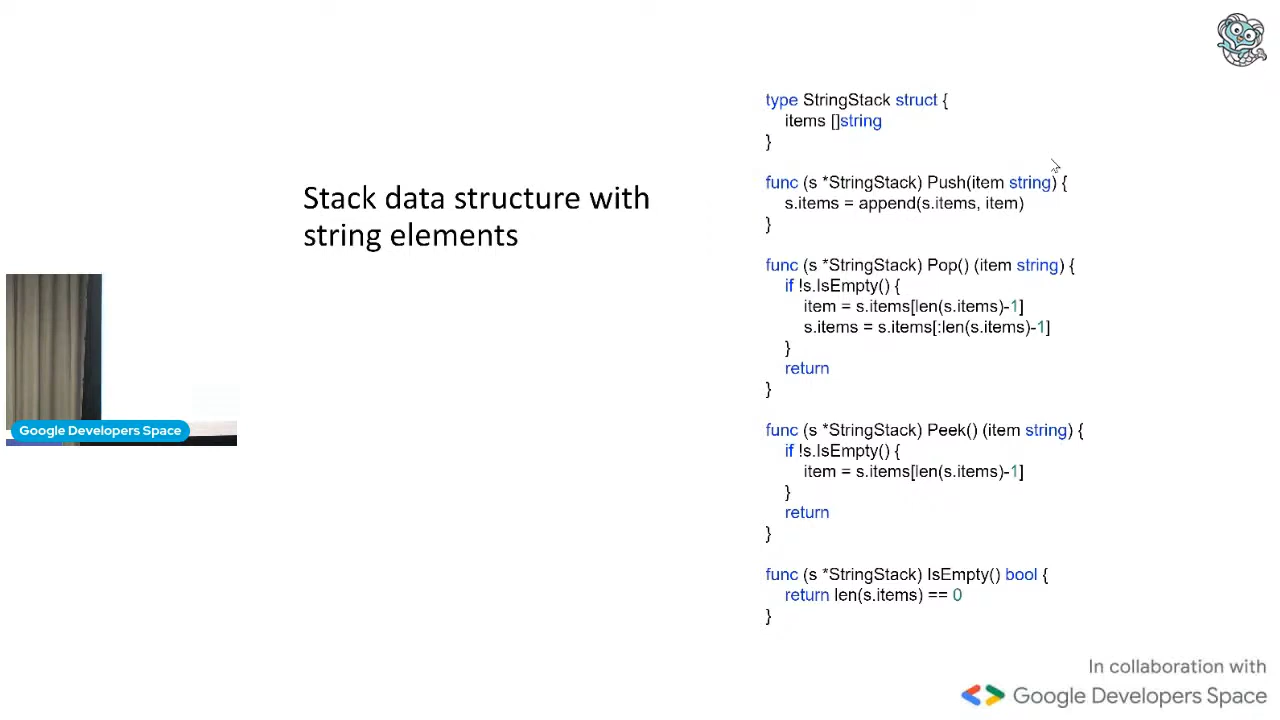 Stack data structure with
string elements
type StringStack struct {
items []string
}
func (s *StringStack) Push(item string) {
s.items = append(s.items, item)
}
func (s *StringStack) Pop() (item string) {
if !s.IsEmpty() {
item = s.items[len(s.items)-1]
s.items = s.items[:len(s.items)-1]
}
return
}
func (s *StringStack) Peek() (item string) {
if !s.IsEmpty() {
item = s.items[len(s.items)-1]
}
return
}
func (s *StringStack) IsEmpty() bool {
return len(s.items) == 0
}
Google Developers Space
In collaboration with
Google Developers Space